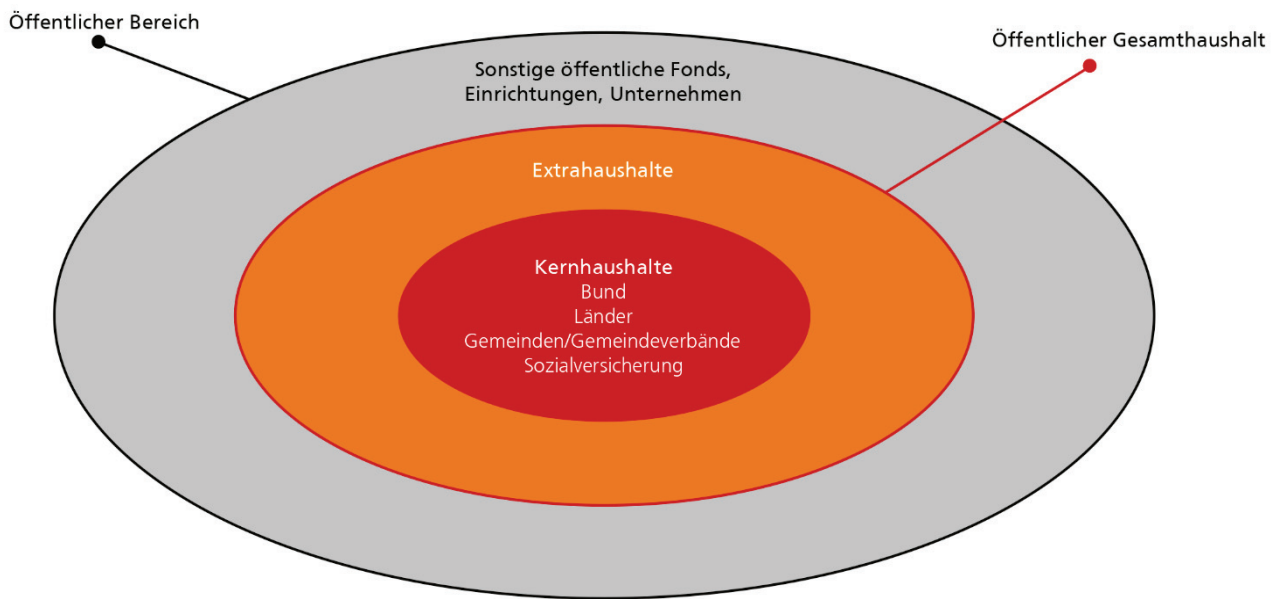 Öffentlicher Bereich
Öffentlicher Gesamthaushalt
Sonstige öffentliche Fonds,
Einrichtungen, Unternehmen
Extrahaushalte
Kernhaushalte
Bund
Länder
Gemeinden/Gemeindeverbände
Sozialversicherung